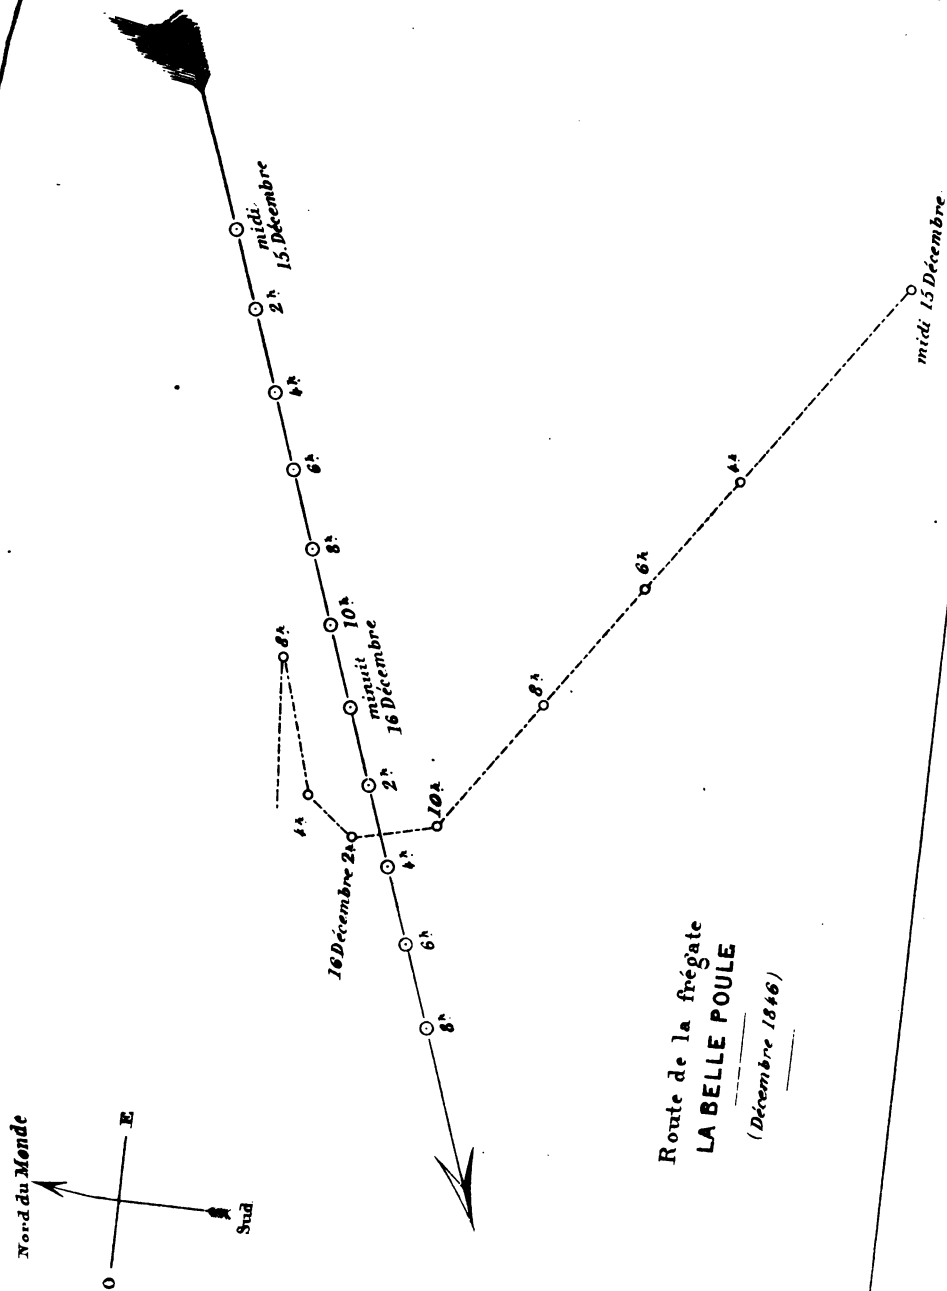 Route de la frégate
LA BELLE POULE
(Décembre 1846)
midi
15 Décembre
2h
4h
6h
8h
10h
minuit
16 Décembre
2h
4h
6h
8h
midi 15 Décembre
4h
6h
8h
10h
16 Décembre 2h
4h
8h
Nord du Monde
E
O
Sud